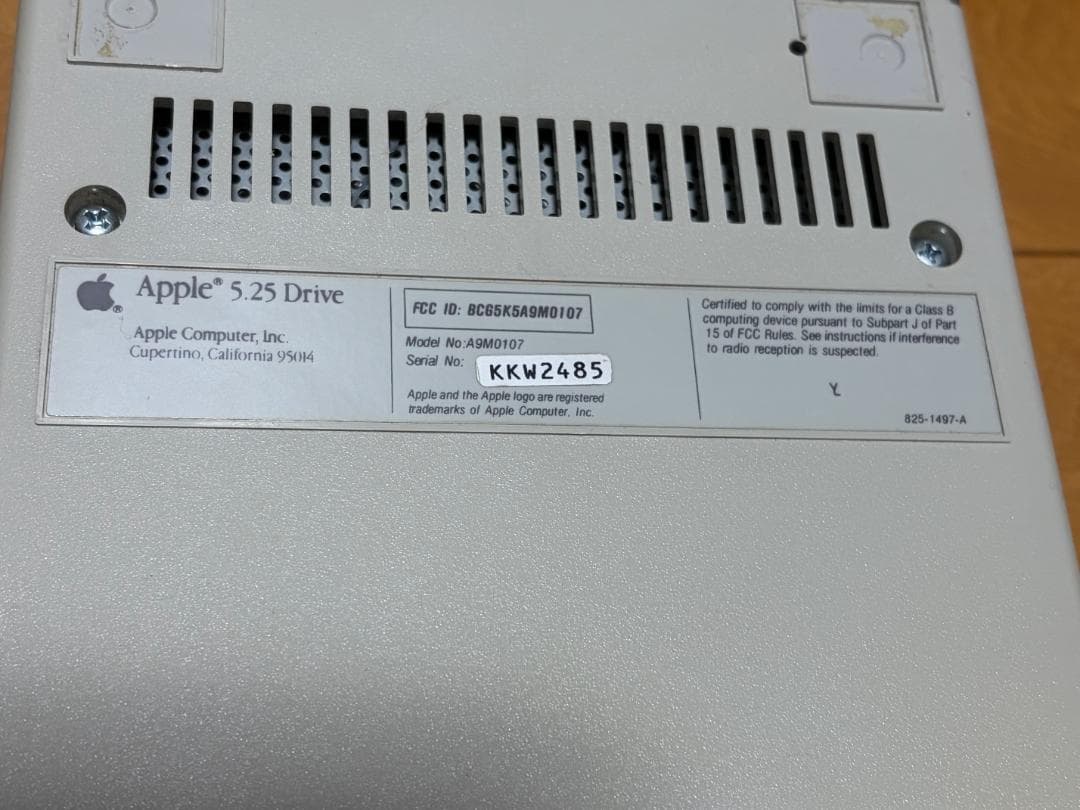 Apple® 5.25 Drive
Apple Computer, Inc.
Cupertino, California 95014
FCC ID: BCG5K5A9M0107
Model No:A9M0107
Serial No: KKW2485
Apple and the Apple logo are registered
trademarks of Apple Computer, Inc.
Certified to comply with the limits for a Class B
computing device pursuant to Subpart J of Part
15 of FCC Rules. See instructions if interference
to radio reception is suspected.
825-1497-A